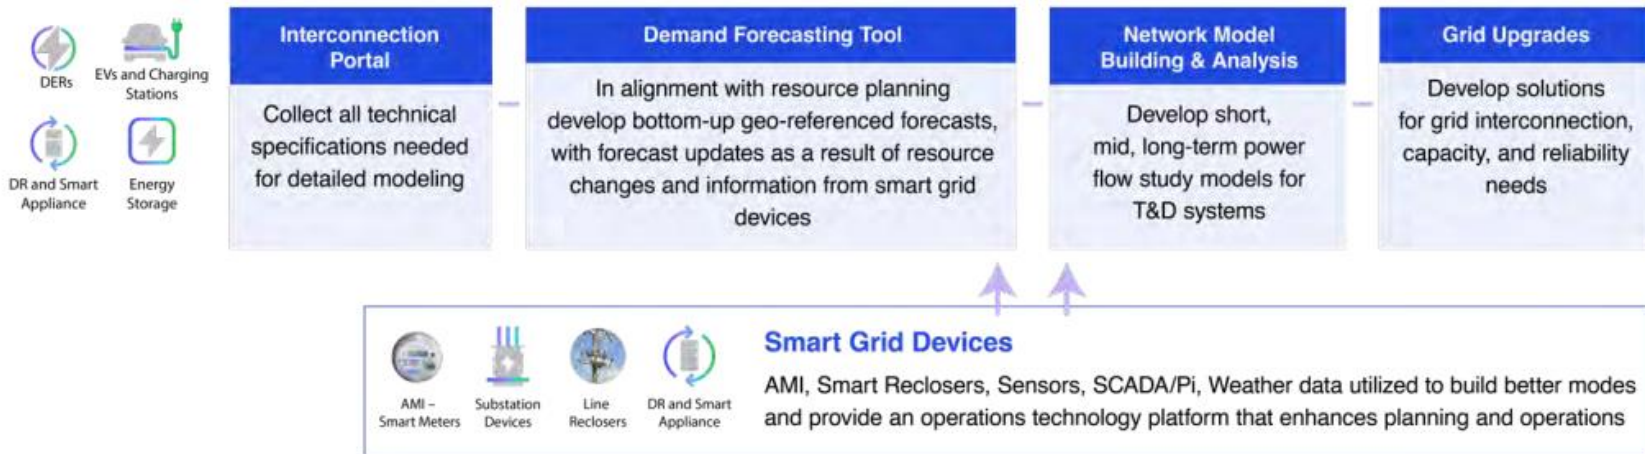 DERs
EVs and Charging
Stations
DR and Smart
Appliance
Energy
Storage
Interconnection
Portal
Collect all technical
specifications needed
for detailed modeling
Demand Forecasting Tool
In alignment with resource planning
develop bottom-up geo-referenced forecasts,
with forecast updates as a result of resource
changes and information from smart grid
devices
Network Model
Building & Analysis
Develop short,
mid, long-term power
flow study models for
T&D systems
Grid Upgrades
Develop solutions
for grid interconnection,
capacity, and reliability
needs
AMI –
Smart Meters
Substation
Devices
Line
Reclosers
DR and Smart
Appliance
Smart Grid Devices
AMI, Smart Reclosers, Sensors, SCADA/Pi, Weather data utilized to build better modes
and provide an operations technology platform that enhances planning and operations